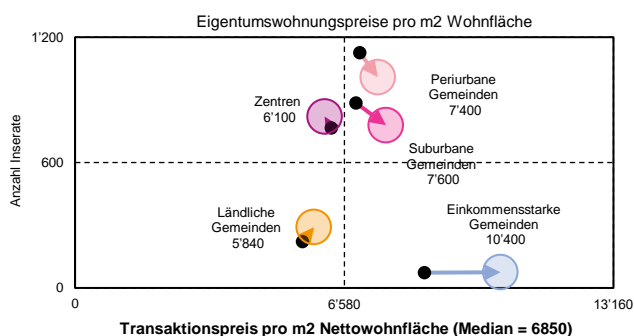 Eigentumswohnungspreise pro m2 Wohnfläche
1'200
600
0
Anzahl Inserate
Zentren
6'100
Periurbane
Gemeinden
7'400
Suburbane
Gemeinden
7'600
Ländliche
Gemeinden
5'840
Einkommensstarke
Gemeinden
10'400
0
6'580
13'160
Transaktionspreis pro m2 Nettowohnfläche (Median = 6850)